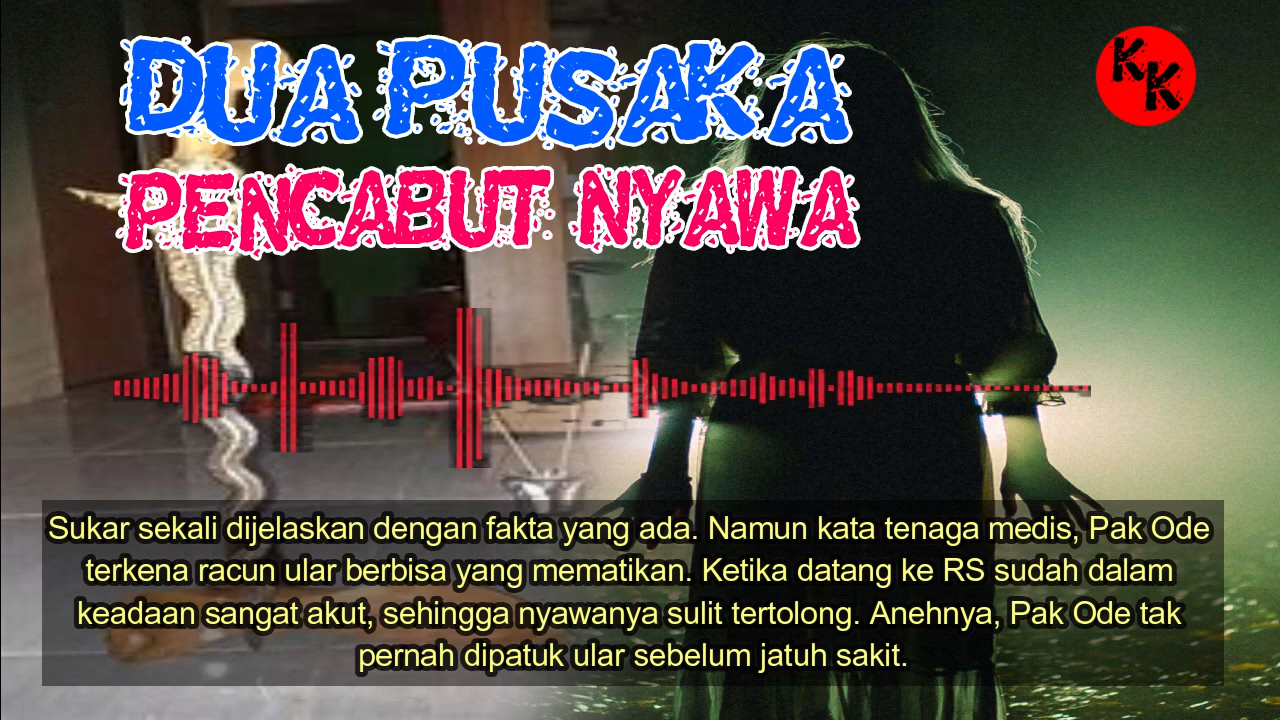 DUA PUSAKA
KK
PENCABUT NYAWA
Sukar sekali dijelaskan dengan fakta yang ada. Namun kata tenaga medis, Pak Ode
terkena racun ular berbisa yang mematikan. Ketika datang ke RS sudah dalam
keadaan sangat akut, sehingga nyawanya sulit tertolong. Anehnya, Pak Ode tak
pernah dipatuk ular sebelum jatuh sakit.